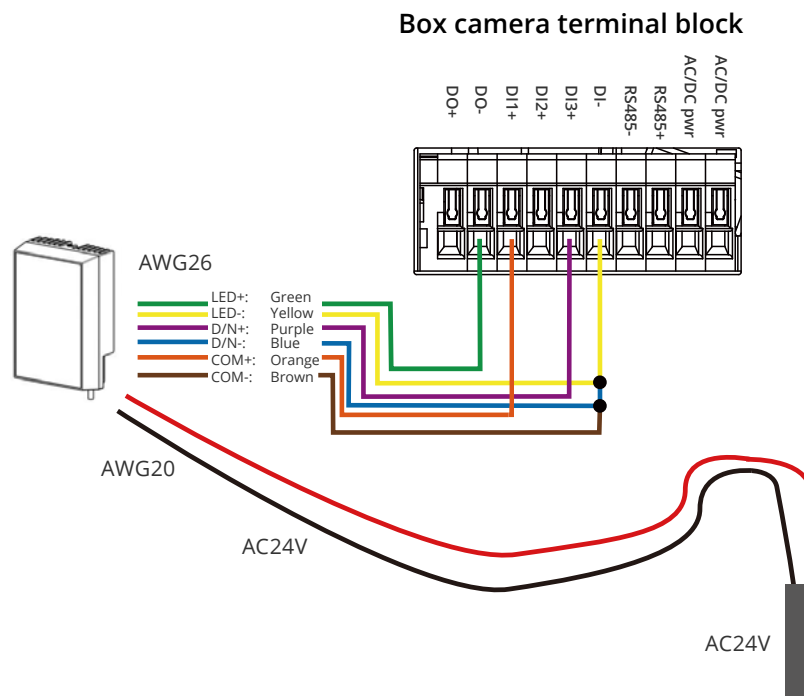 Box camera terminal block
DO+
DO-
DI1+
DI2+
DI3+
DI-
RS485-
RS485+
AC/DC pwr
AC/DC pwr
AWG26
LED+: Green
LED-: Yellow
D/N+: Purple
D/N-: Blue
COM+: Orange
COM-: Brown
AWG20
AC24V
AC24V